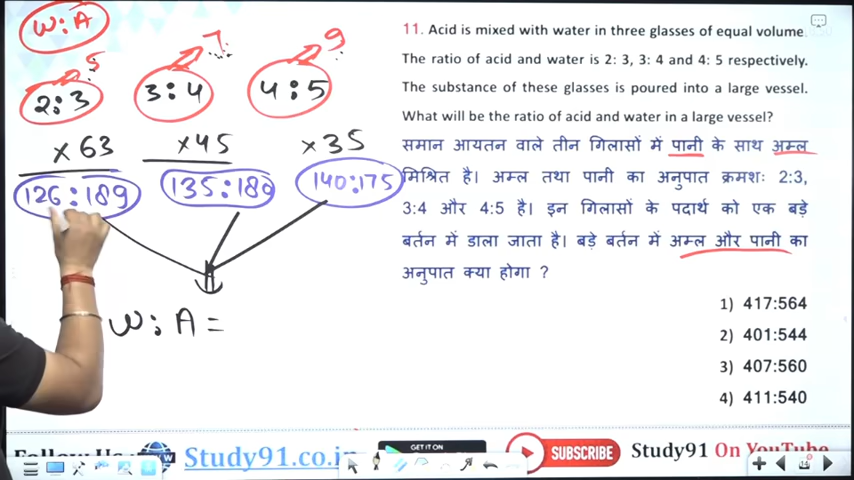 W:A
5 7 9
2:3 3:4 4:5
×63 ×45 ×35
126:189 135:180 140:175
W:A =
11. Acid is mixed with water in three glasses of equal volume.
The ratio of acid and water is 2: 3, 3: 4 and 4: 5 respectively.
The substance of these glasses is poured into a large vessel.
What will be the ratio of acid and water in a large vessel?
समान आयतन वाले तीन गिलासों में पानी के साथ अम्ल
मिश्रित है। अम्ल तथा पानी का अनुपात क्रमशः 2:3,
3:4 और 4:5 है। इन गिलासों के पदार्थ को एक बड़े
बर्तन में डाला जाता है। बड़े बर्तन में अम्ल और पानी का
अनुपात क्या होगा ?
1) 417:564
2) 401:544
3) 407:560
4) 411:540
Study91.co.in
GET IT ON
SUBSCRIBE
Study91 On YouTube